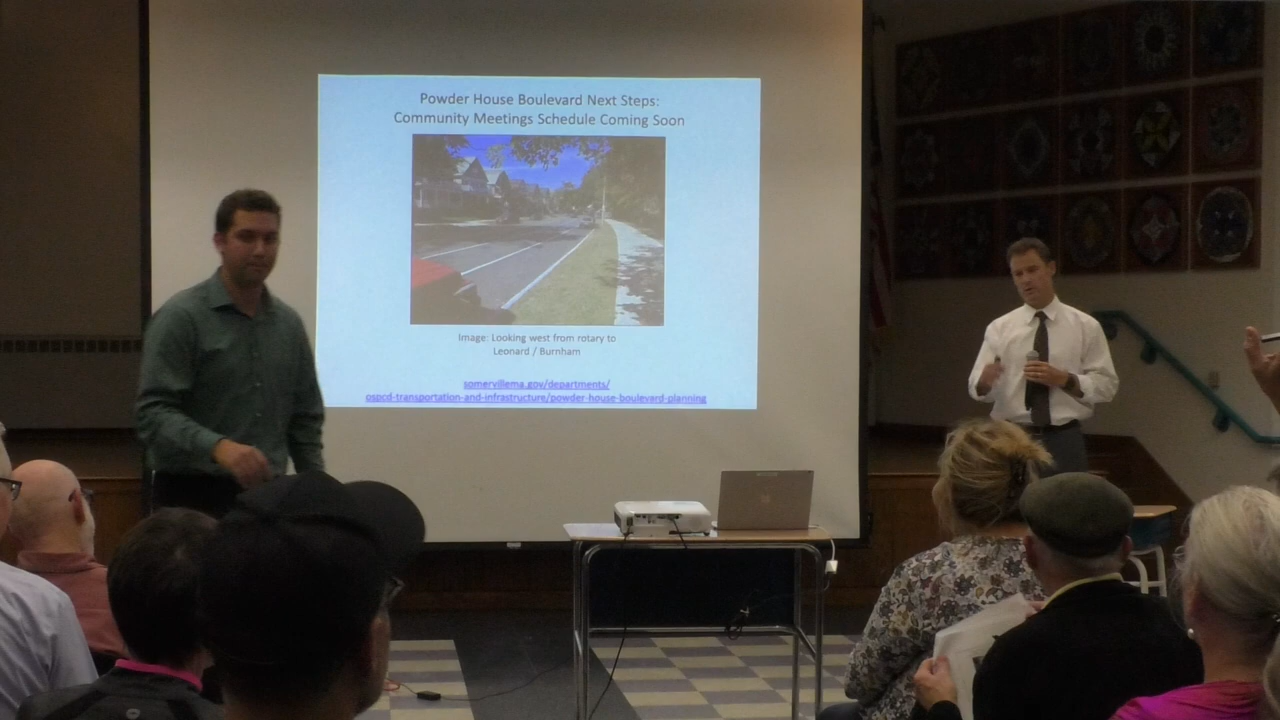 Powder House Boulevard Next Steps:
Community Meetings Schedule Coming Soon
Image: Looking west from rotary to
Leonard / Burnham
somervillema.gov/departments/
ospcd-transportation-and-infrastructure/powder-house-boulevard-planning